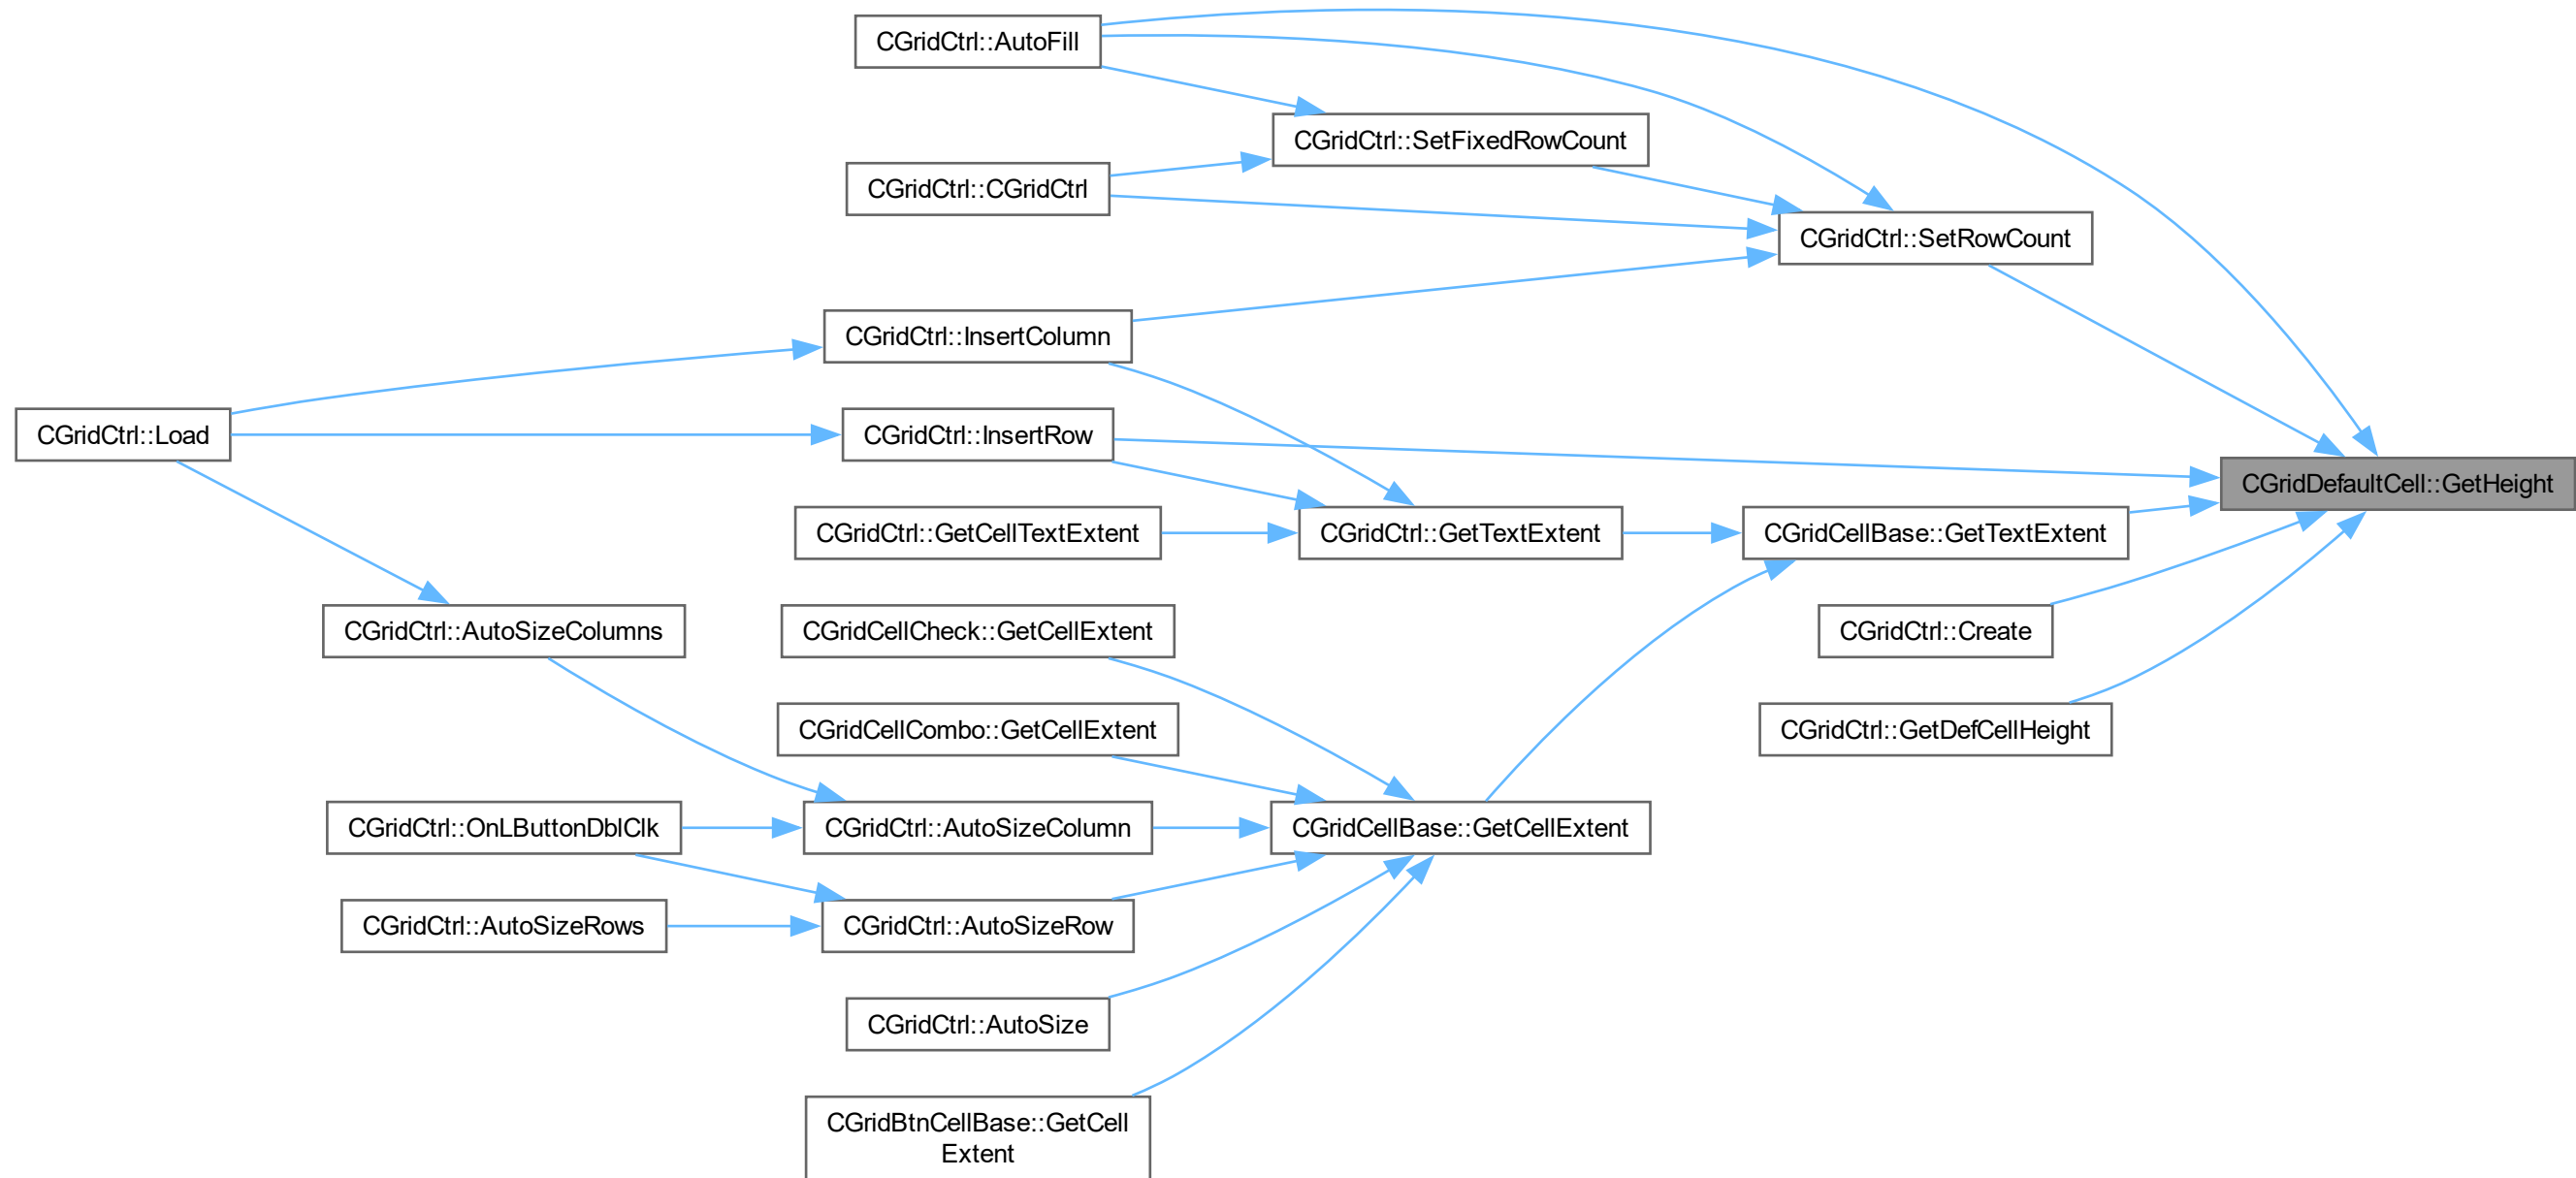 CGridCtrl::AutoFill
CGridCtrl::SetFixedRowCount
CGridCtrl::CGridCtrl
CGridCtrl::SetRowCount
CGridCtrl::InsertColumn
CGridCtrl::Load
CGridCtrl::InsertRow
CGridDefaultCell::GetHeight
CGridCtrl::GetCellTextExtent
CGridCtrl::GetTextExtent
CGridCellBase::GetTextExtent
CGridCtrl::AutoSizeColumns
CGridCellCheck::GetCellExtent
CGridCtrl::Create
CGridCellCombo::GetCellExtent
CGridCtrl::GetDefCellHeight
CGridCtrl::OnLButtonDblClk
CGridCtrl::AutoSizeColumn
CGridCellBase::GetCellExtent
CGridCtrl::AutoSizeRows
CGridCtrl::AutoSizeRow
CGridCtrl::AutoSize
CGridBtnCellBase::GetCell
Extent